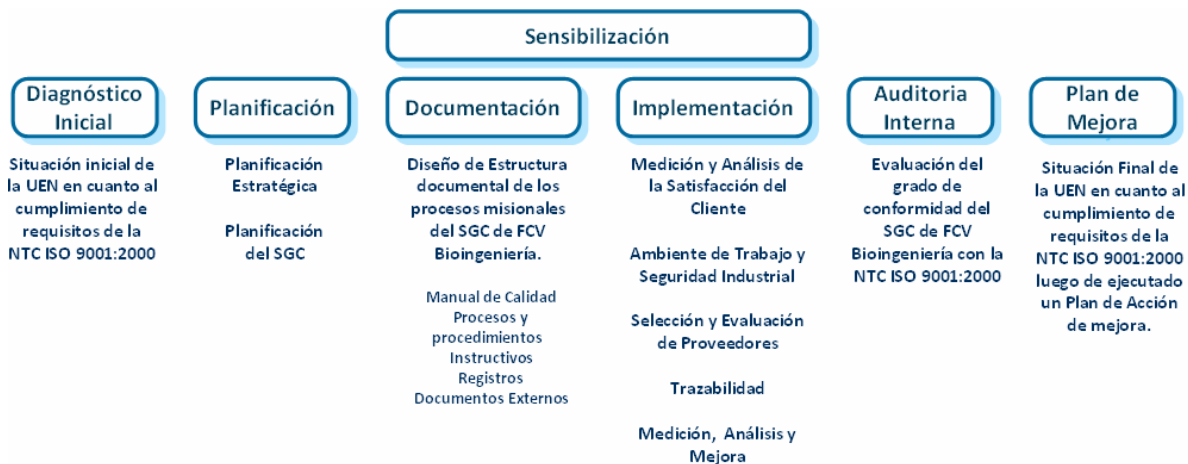 Sensibilización
Diagnóstico
Inicial
Situación inicial de
la UEN en cuanto al
cumplimiento de
requisitos de la
NTC ISO 9001:2000
Planificación
Planificación
Estratégica
Planificación
del SGC
Documentación
Diseño de Estructura
documental de los
procesos misionales
del SGC de FCV
Bioingeniería.
Manual de Calidad
Procesos y
procedimientos
Instructivos
Registros
Documentos Externos
Implementación
Medición y Análisis de
la Satisfacción del
Cliente
Ambiente de Trabajo y
Seguridad Industrial
Selección y Evaluación
de Proveedores
Trazabilidad
Medición, Análisis y
Mejora
Auditoria
Interna
Evaluación del
grado de
conformidad del
SGC de FCV
Bioingeniería con la
NTC ISO 9001:2000
Plan de
Mejora
Situación Final de
la UEN en cuanto al
cumplimiento de
requisitos de la
NTC ISO 9001:2000
luego de ejecutado
un Plan de Acción
de mejora.